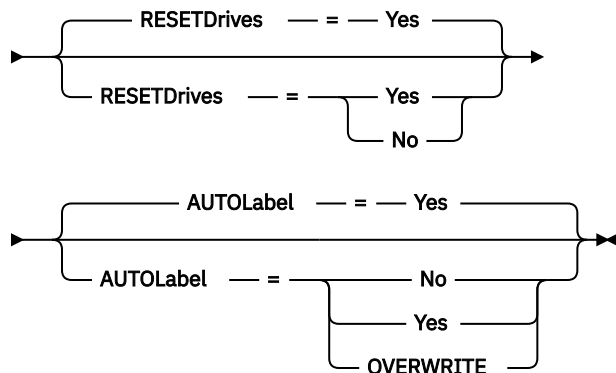 RESETDrives = Yes
RESETDrives = Yes
No
AUTOLabel = Yes
AUTOLabel = No
Yes
OVERWRITE